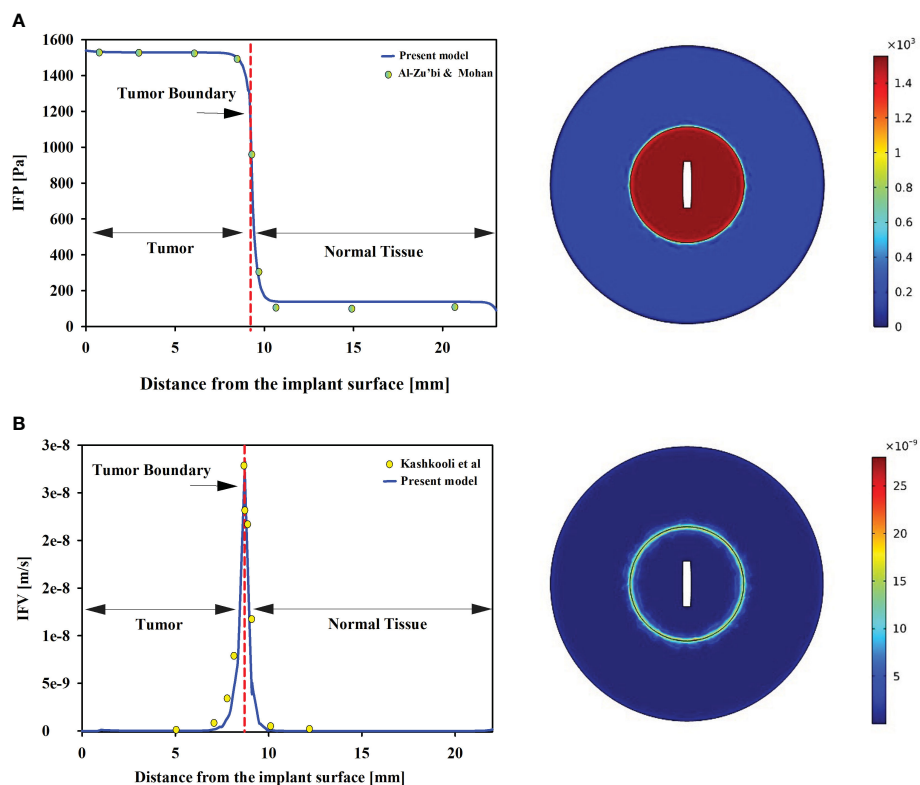 A
1600
1400
1200
1000
800
600
400
200
0
IFP [Pa]
Present model
Al-Zu'bi & Mohan
Tumor Boundary
Tumor
Normal Tissue
0
5
10
15
20
Distance from the implant surface [mm]
×10³
1.4
1.2
1
0.8
0.6
0.4
0.2
0
B
3e-8
3e-8
2e-8
2e-8
1e-8
5e-9
0
IFV [m/s]
Kashkooli et al
Present model
Tumor Boundary
Tumor
Normal Tissue
0
5
10
15
20
Distance from the implant surface [mm]
×10⁻⁹
25
20
15
10
5